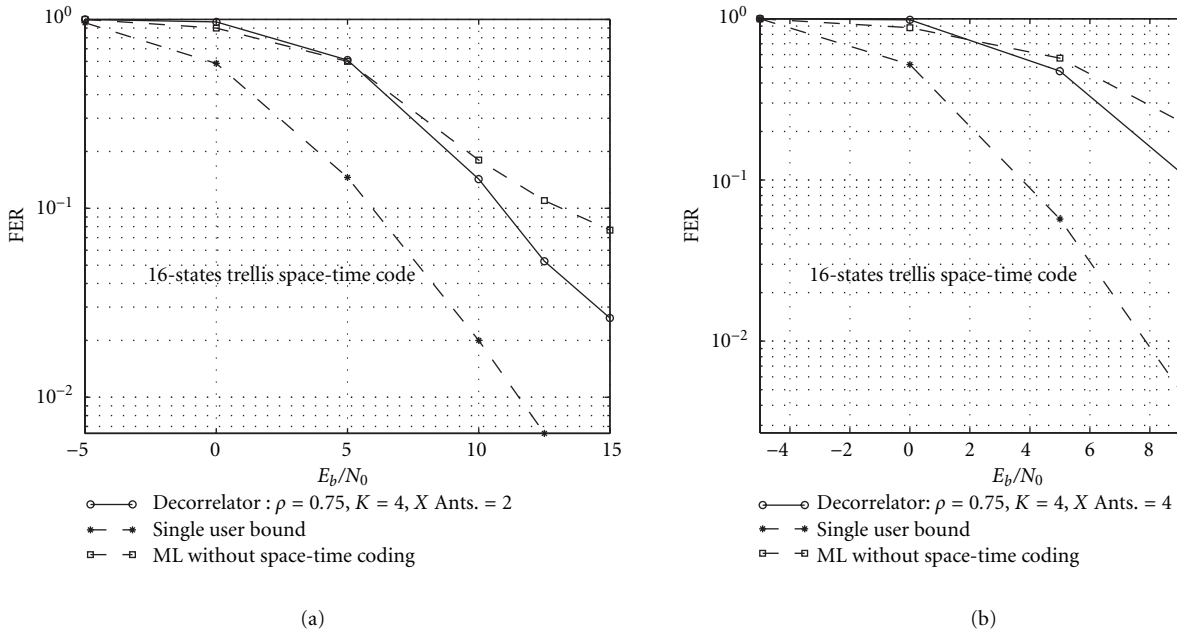 10^0
10^-1
10^-2
FER
16-states trellis space-time code
−5 0 5 10 15
E_b/N_0
Decorrelator : ρ = 0.75, K = 4, X Ants. = 2
Single user bound
ML without space-time coding
(a)
10^0
10^-1
10^-2
FER
16-states trellis space-time code
−4 −2 0 2 4 6 8
E_b/N_0
Decorrelator: ρ = 0.75, K = 4, X Ants. = 4
Single user bound
ML without space-time coding
(b)